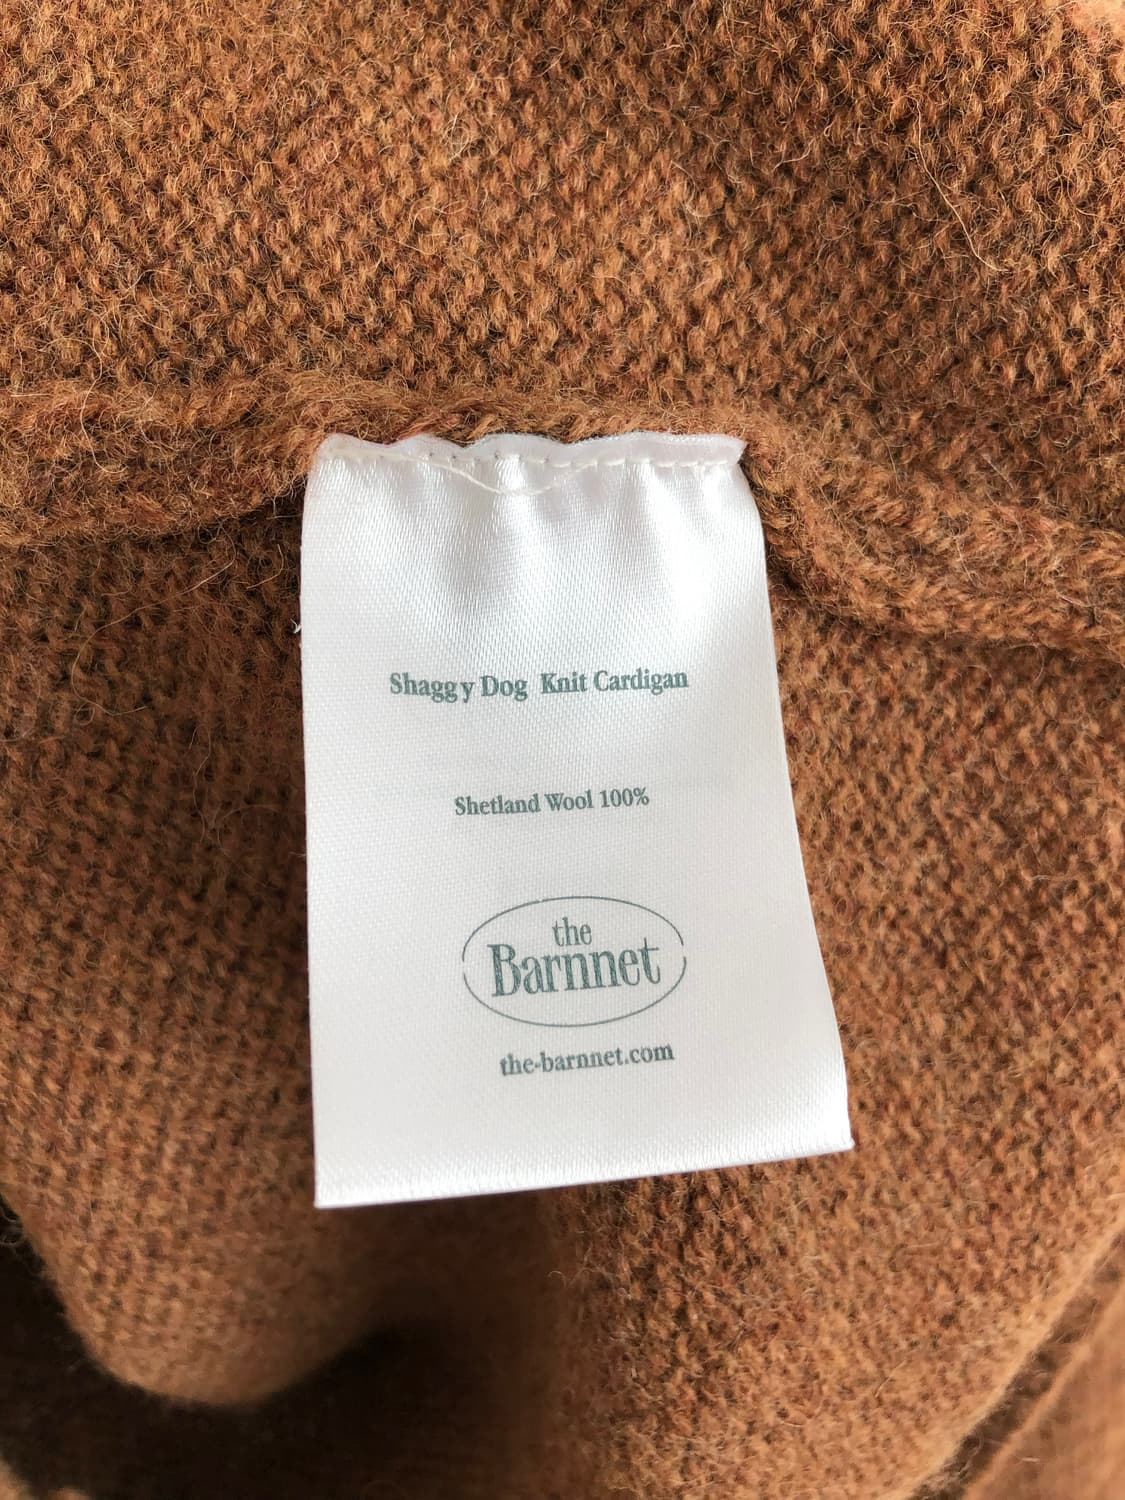 Shaggy Dog Knit Cardigan
Shetland Wool 100%
the
Barnnet
the-barnnet.com